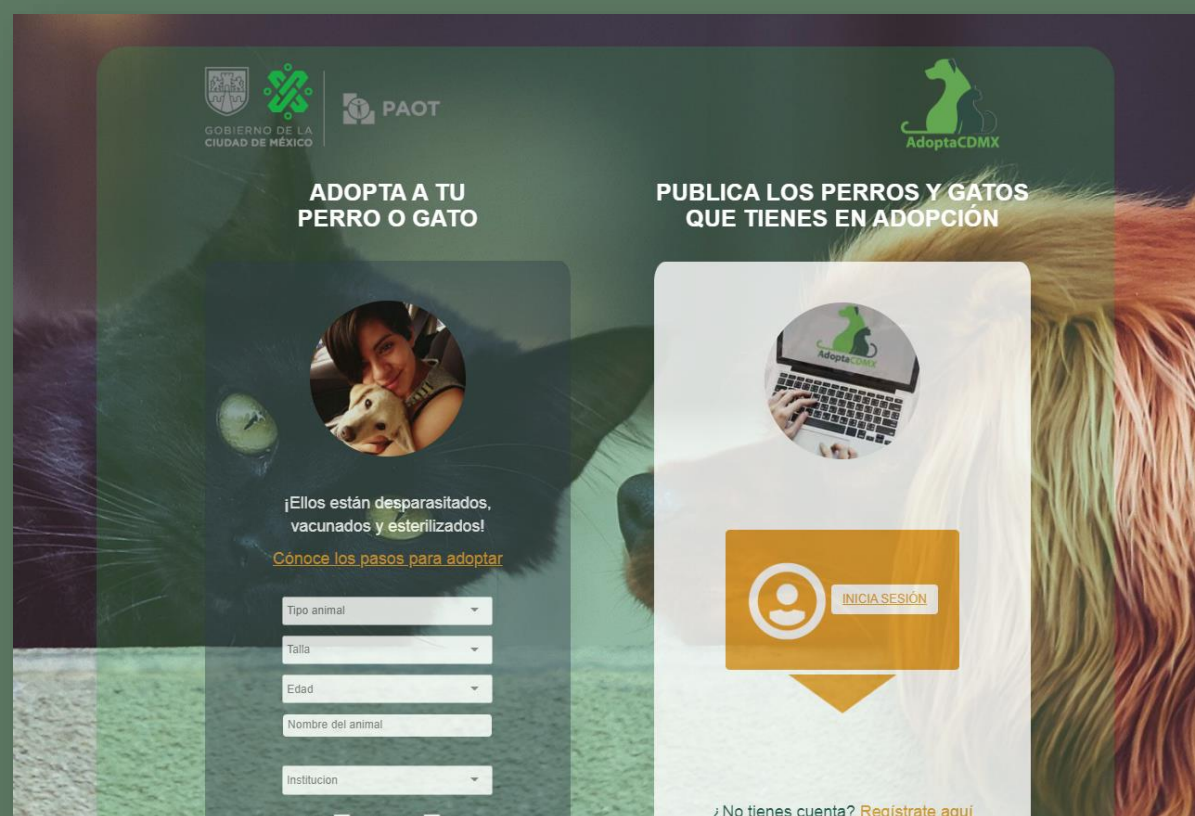 GOBIERNO DE LA
CIUDAD DE MÉXICO
PAOT
AdoptaCDMX
ADOPTA A TU
PERRO O GATO
¡Ellos están desparasitados,
vacunados y esterilizados!
Cónoce los pasos para adoptar
Tipo animal
Talla
Edad
Nombre del animal
Institucion
PUBLICA LOS PERROS Y GATOS
QUE TIENES EN ADOPCIÓN
AdoptaCDMX
INICIA SESIÓN
¿No tienes cuenta? Regístrate aquí